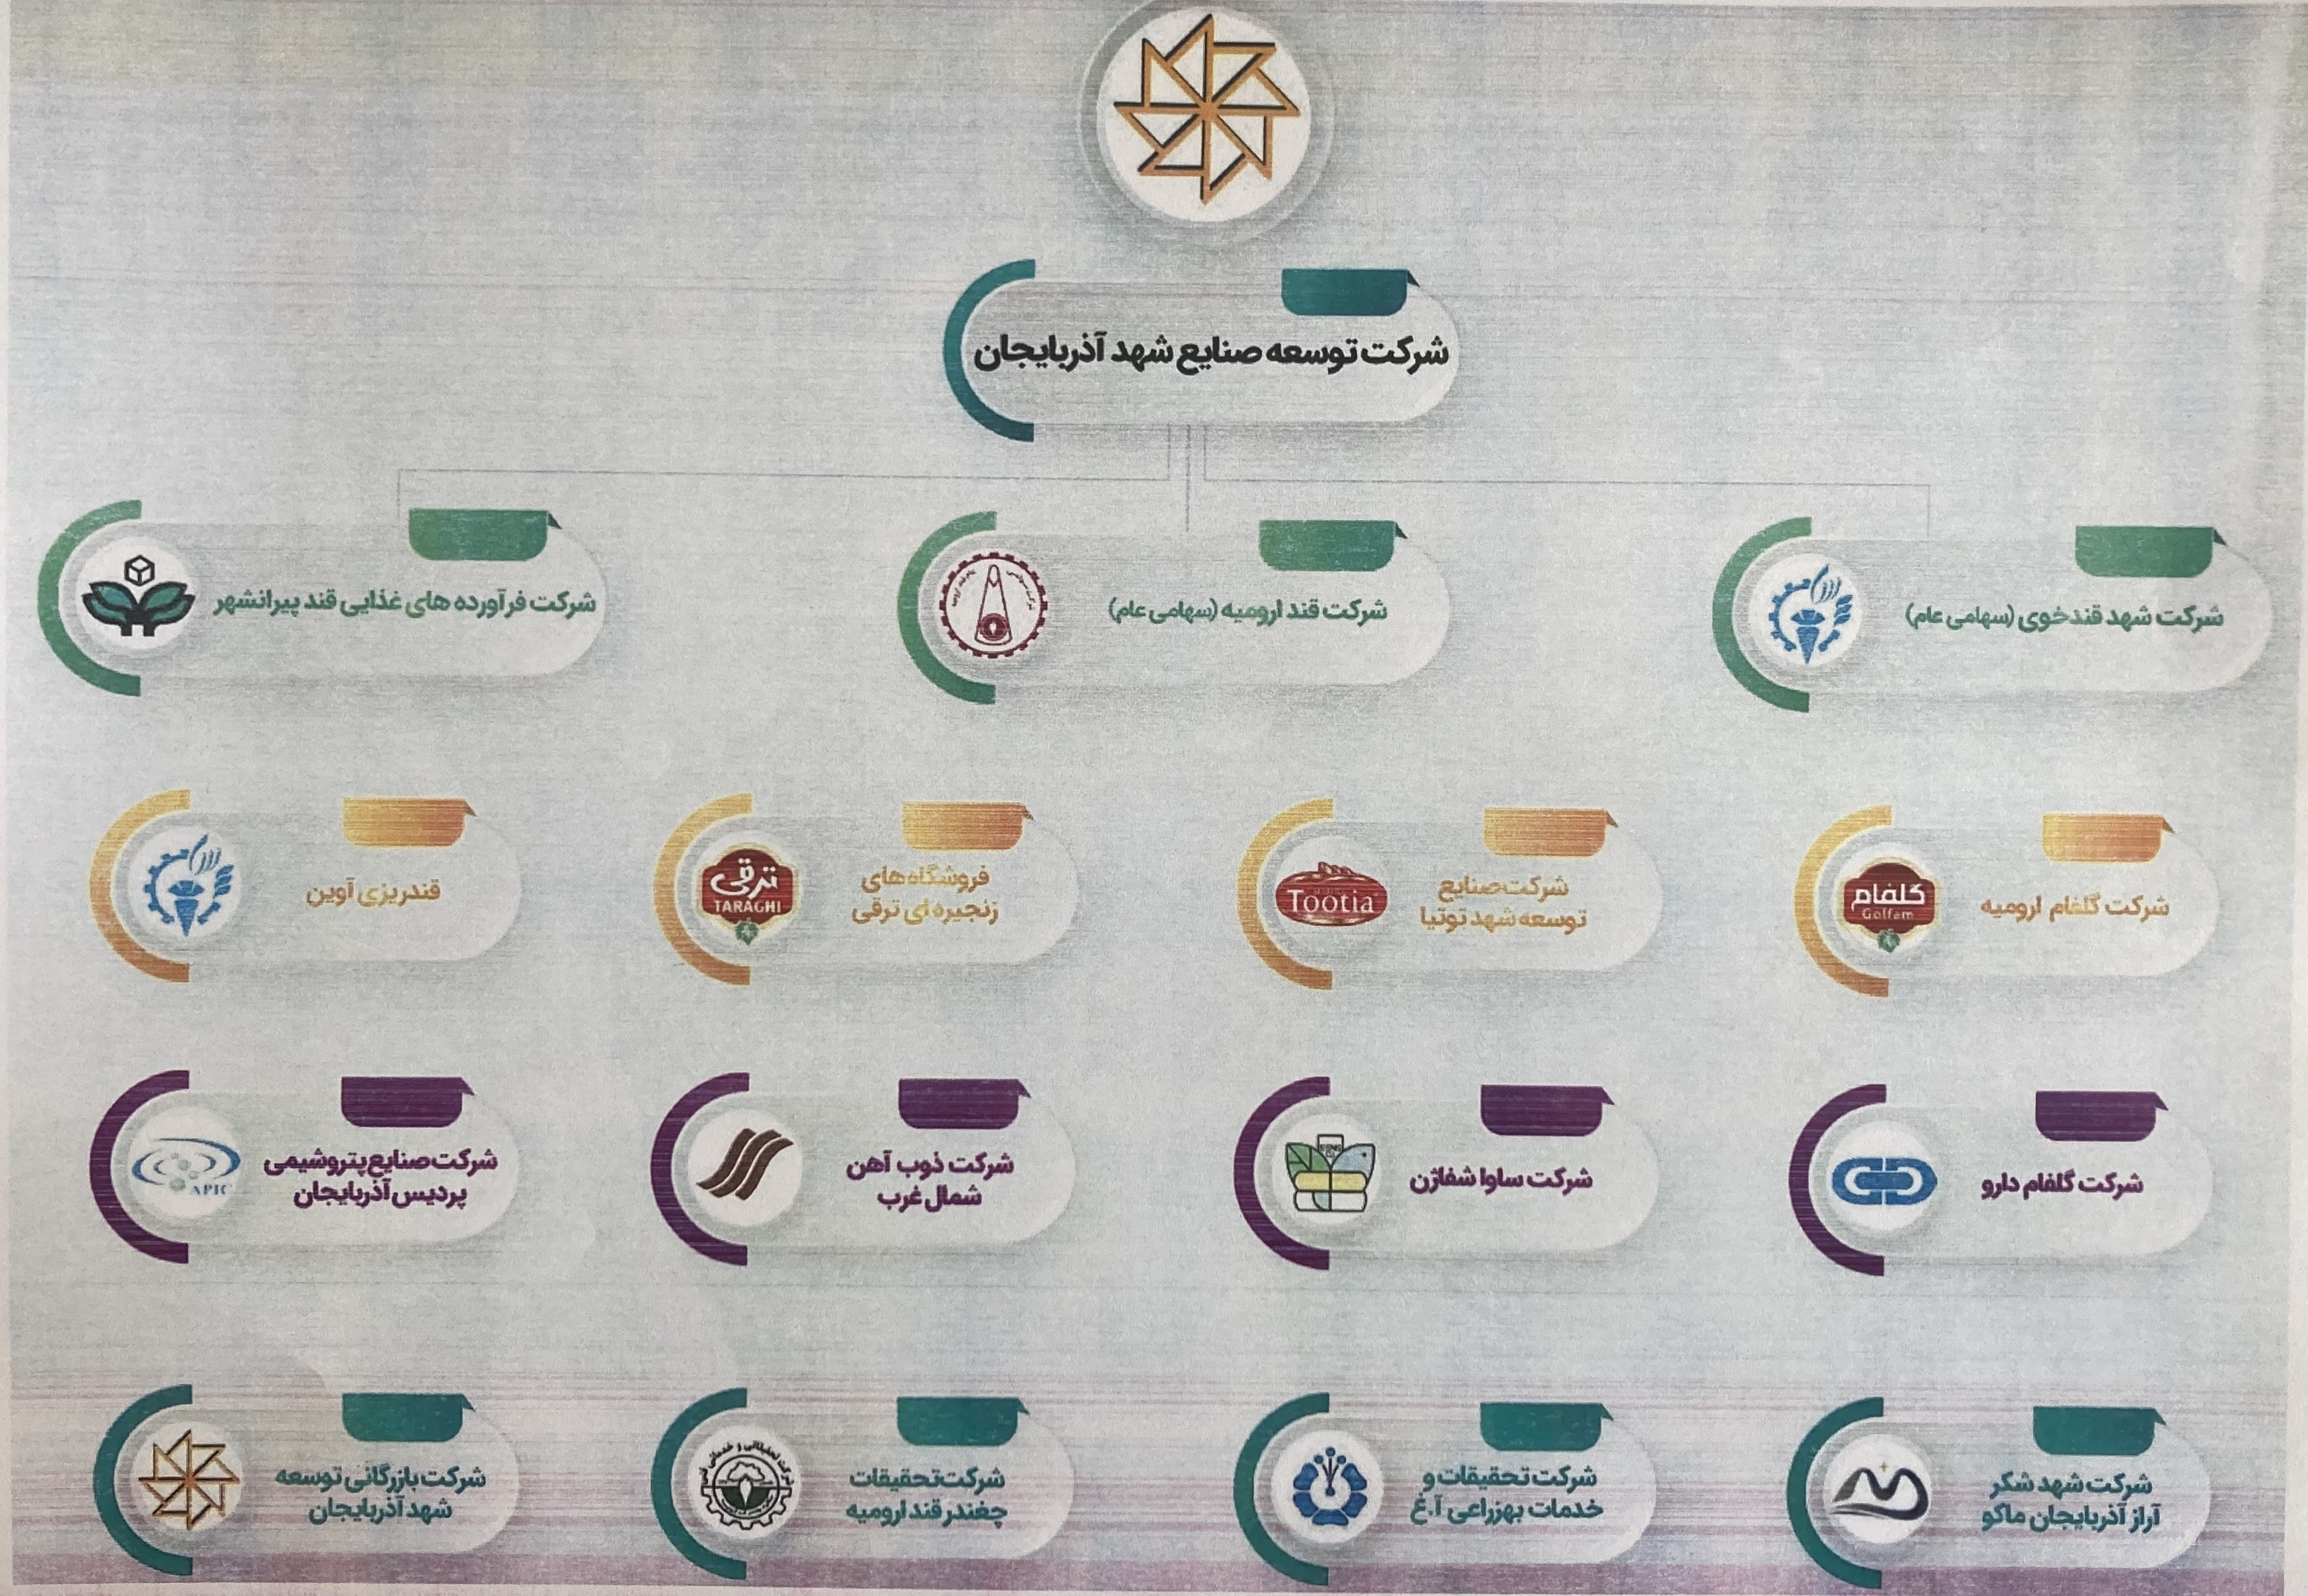 شرکت توسعه صنایع شهد آذربایجان
شرکت شهد قند خوی (سهامی عام)
شرکت قند ارومیه (سهامی عام)
شرکت فرآورده های غذایی قند پیرانشهر
گلفام
Golfam
شرکت گلفام ارومیه
Tootia
شرکت صنایع
توسعه شهد توتیا
ترقی
TARAGHI
فروشگاه های
زنجیره ای ترقی
قندریزی آوین
شرکت گلفام دارو
شرکت ساوا شفاژن
شرکت ذوب آهن
شمال غرب
APIC
شرکت صنایع پتروشیمی
پردیس آذربایجان
شرکت شهد شکر
آراز آذربایجان ماکو
شرکت تحقیقات و
خدمات بهزراعی آ.غ
شرکت تحقیقات
چغندر قند ارومیه
شرکت بازرگانی توسعه
شهد آذربایجان